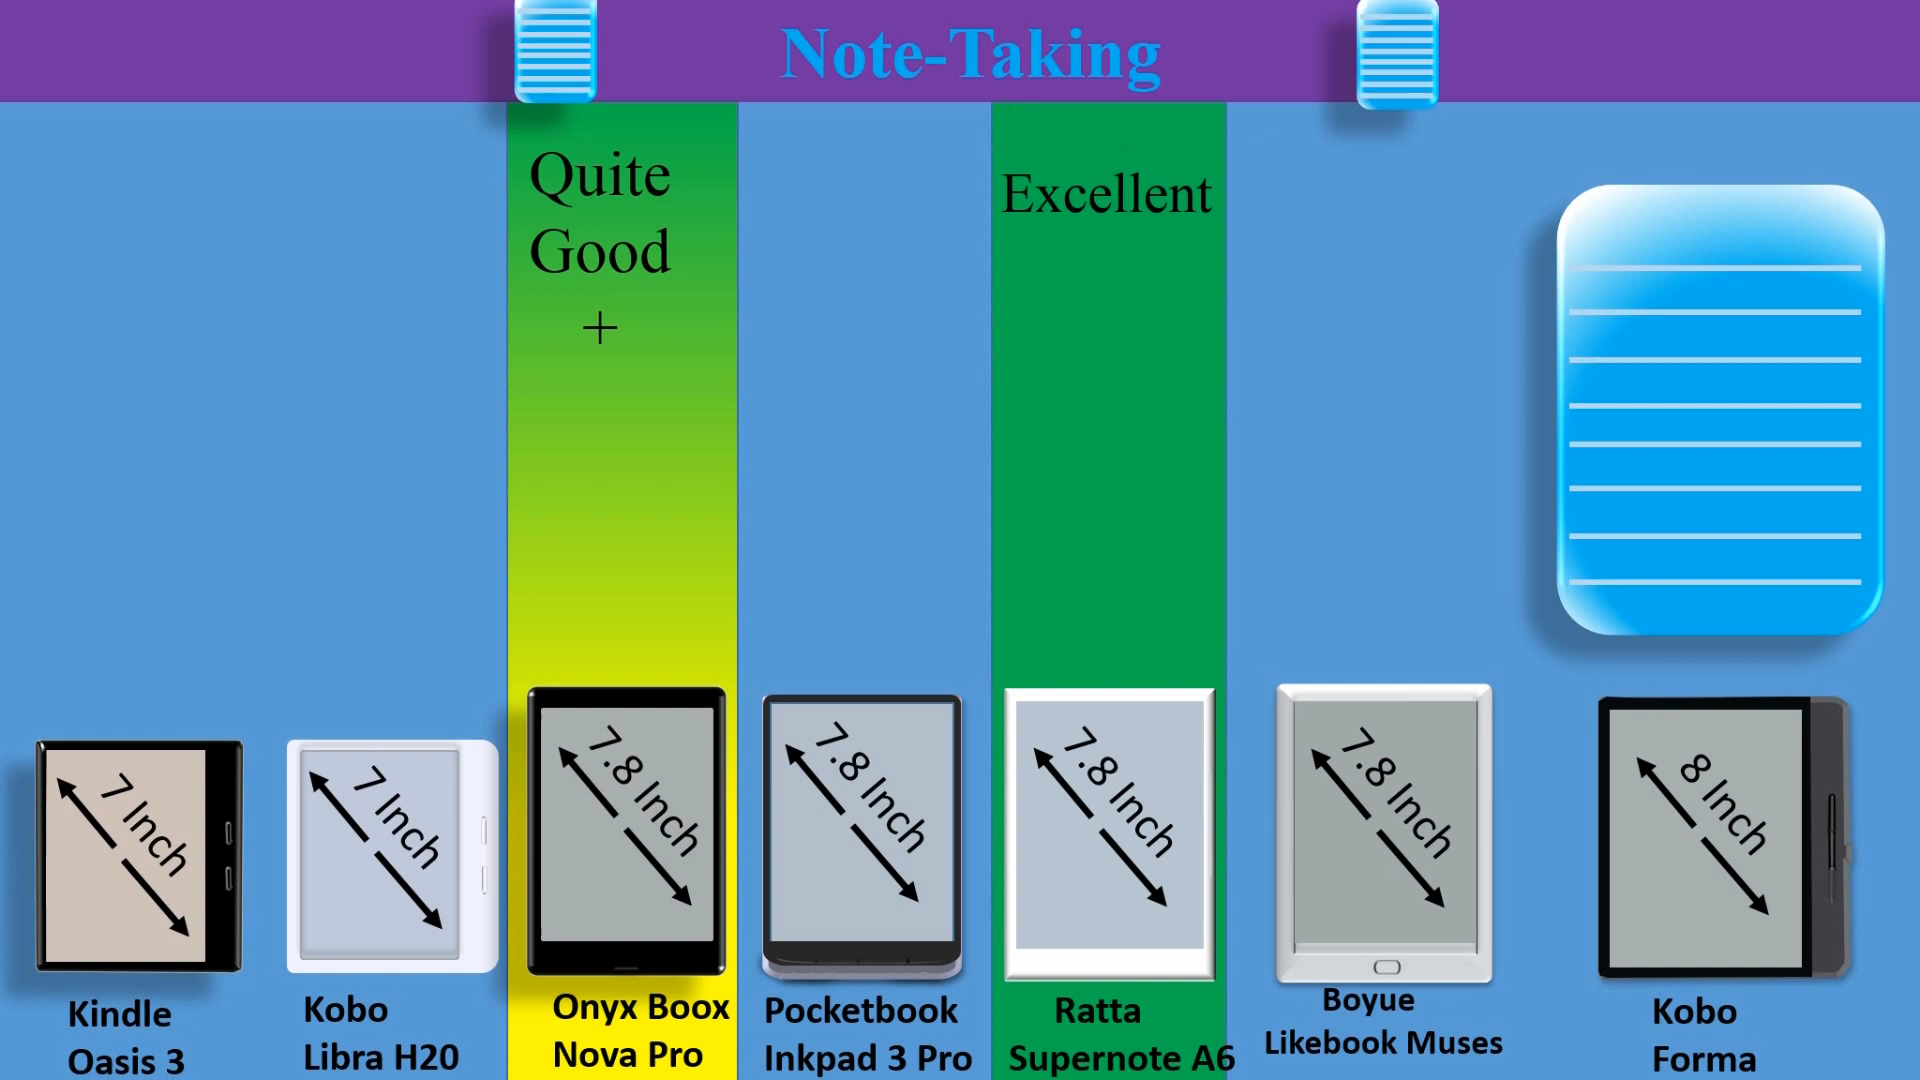 Note-Taking
Quite
Good
+
Excellent
7 Inch
7 Inch
7.8 Inch
7.8 Inch
7.8 Inch
7.8 Inch
8 Inch
Kindle
Oasis 3
Kobo
Libra H20
Onyx Boox
Nova Pro
Pocketbook
Inkpad 3 Pro
Ratta
Supernote A6
Boyue
Likebook Muses
Kobo
Forma